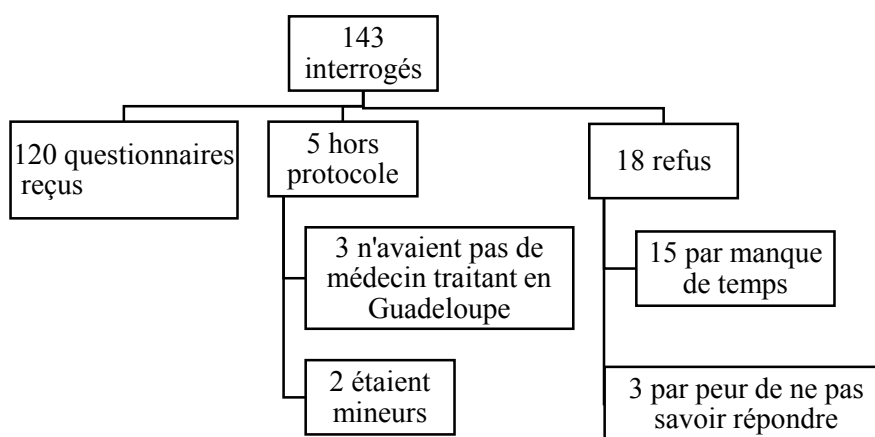 143
interrogés
120 questionnaires
reçus
5 hors
protocole
18 refus
3 n'avaient pas de
médecin traitant en
Guadeloupe
15 par manque
de temps
2 étaient
mineurs
3 par peur de ne pas
savoir répondre